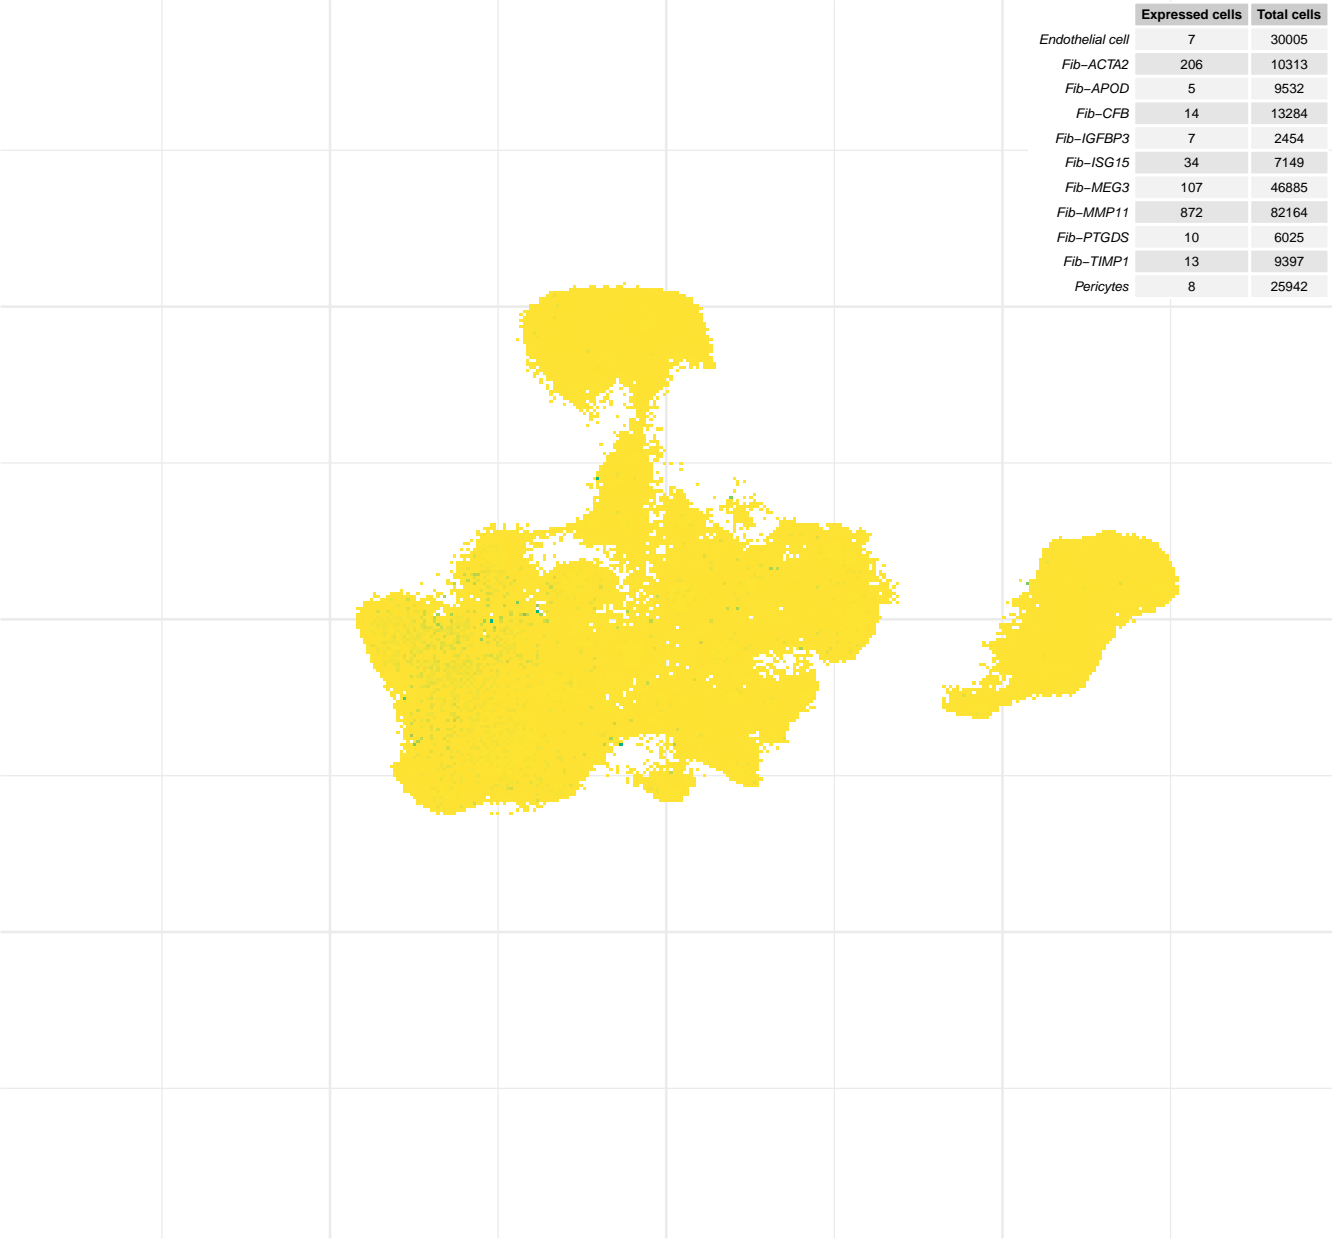 Expressed cells Total cells
Endothelial cell 7 30005
Fib−ACTA2 206 10313
Fib−APOD 5 9532
Fib−CFB 14 13284
Fib−IGFBP3 7 2454
Fib−ISG15 34 7149
Fib−MEG3 107 46885
Fib−MMP11 872 82164
Fib−PTGDS 10 6025
Fib−TIMP1 13 9397
Pericytes 8 25942